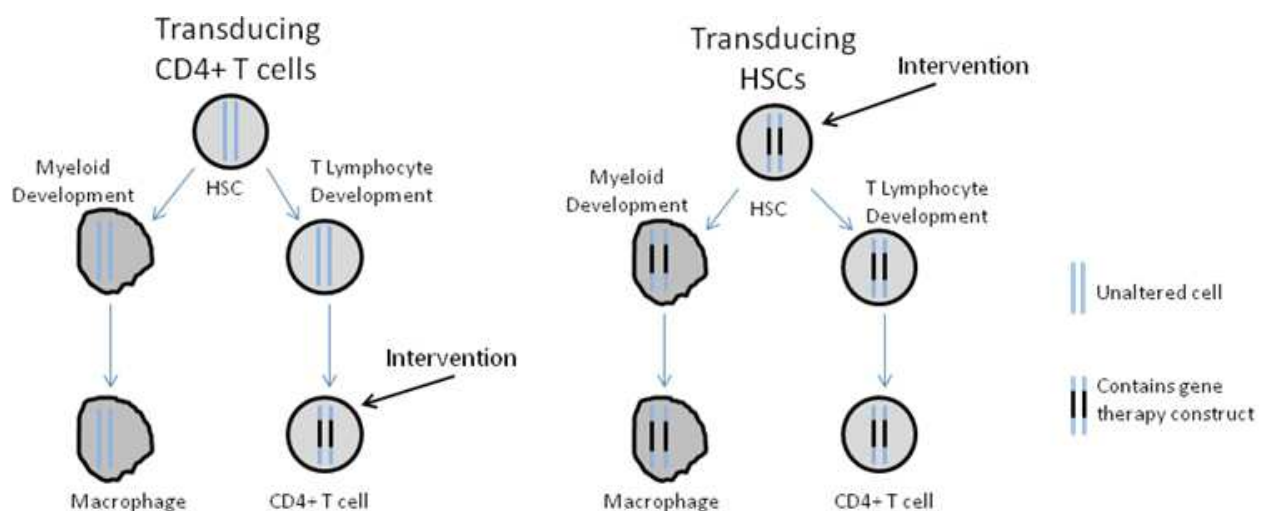 Transducing
CD4+ T cells
Myeloid
Development
HSC
T Lymphocyte
Development
Intervention
Macrophage
CD4+ T cell
Transducing
HSCs
Intervention
Myeloid
Development
HSC
T Lymphocyte
Development
Macrophage
CD4+ T cell
Unaltered cell
Contains gene
therapy construct